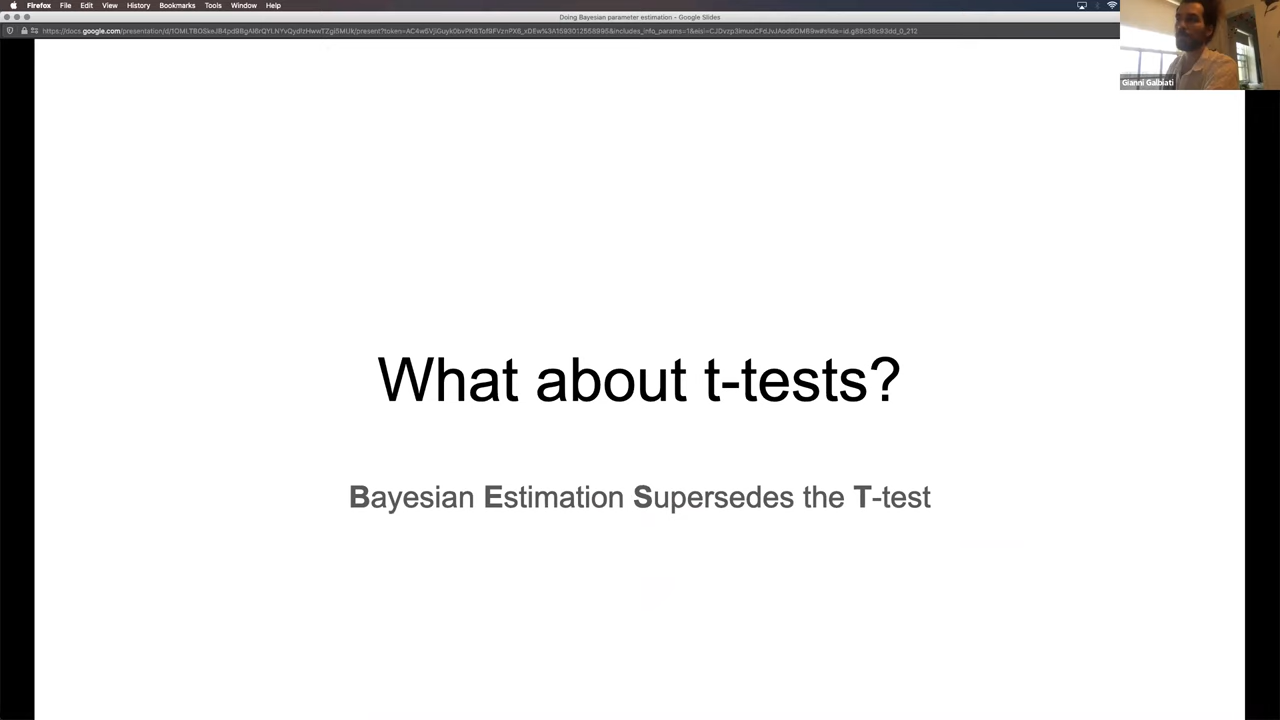 Firefox File Edit View History Bookmarks Tools Window Help
Doing Bayesian parameter estimation - Google Slides
Gianni Galbiati
What about t-tests?
Bayesian Estimation Supersedes the T-test